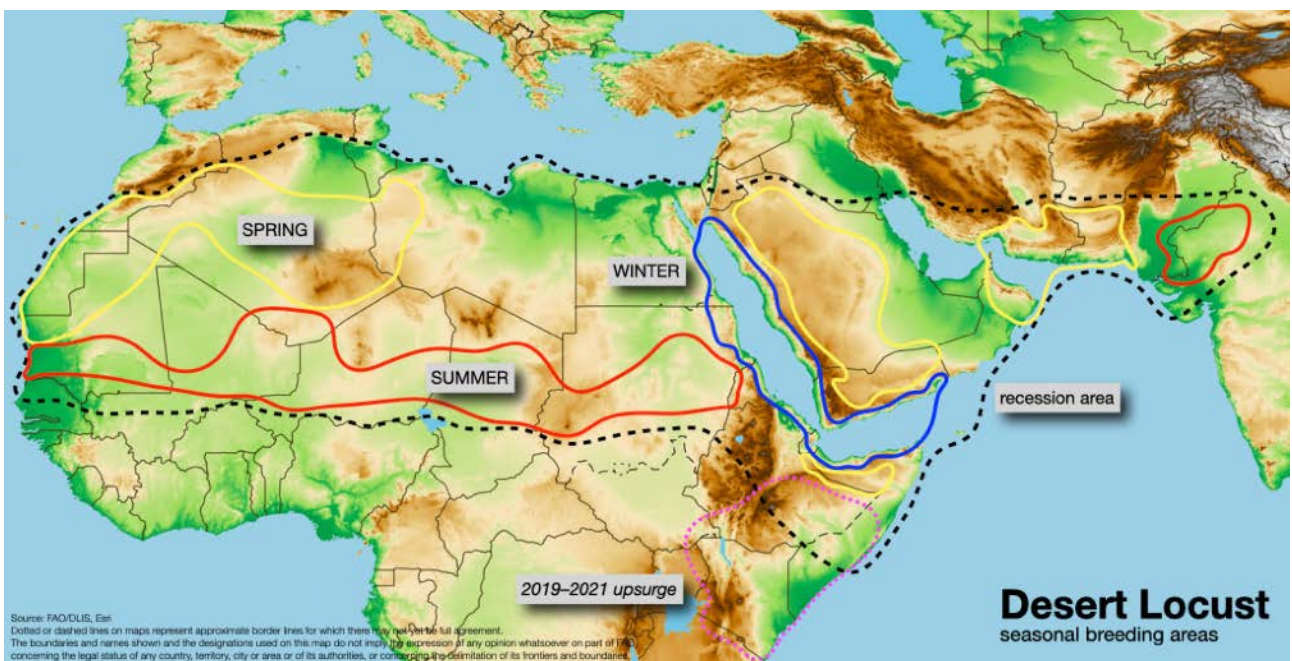 SPRING
WINTER
SUMMER
recession area
2019–2021 upsurge
Desert Locust
seasonal breeding areas
Source: FAO/DLIS, Esri
Dotted or dashed lines on maps represent approximate border lines for which there may not yet be full agreement.
The boundaries and names shown and the designations used on this map do not imply the expression of any opinion whatsoever on part of FAO
concerning the legal status of any country, territory, city or area or of its authorities, or concerning the delimitation of its frontiers and boundaries.